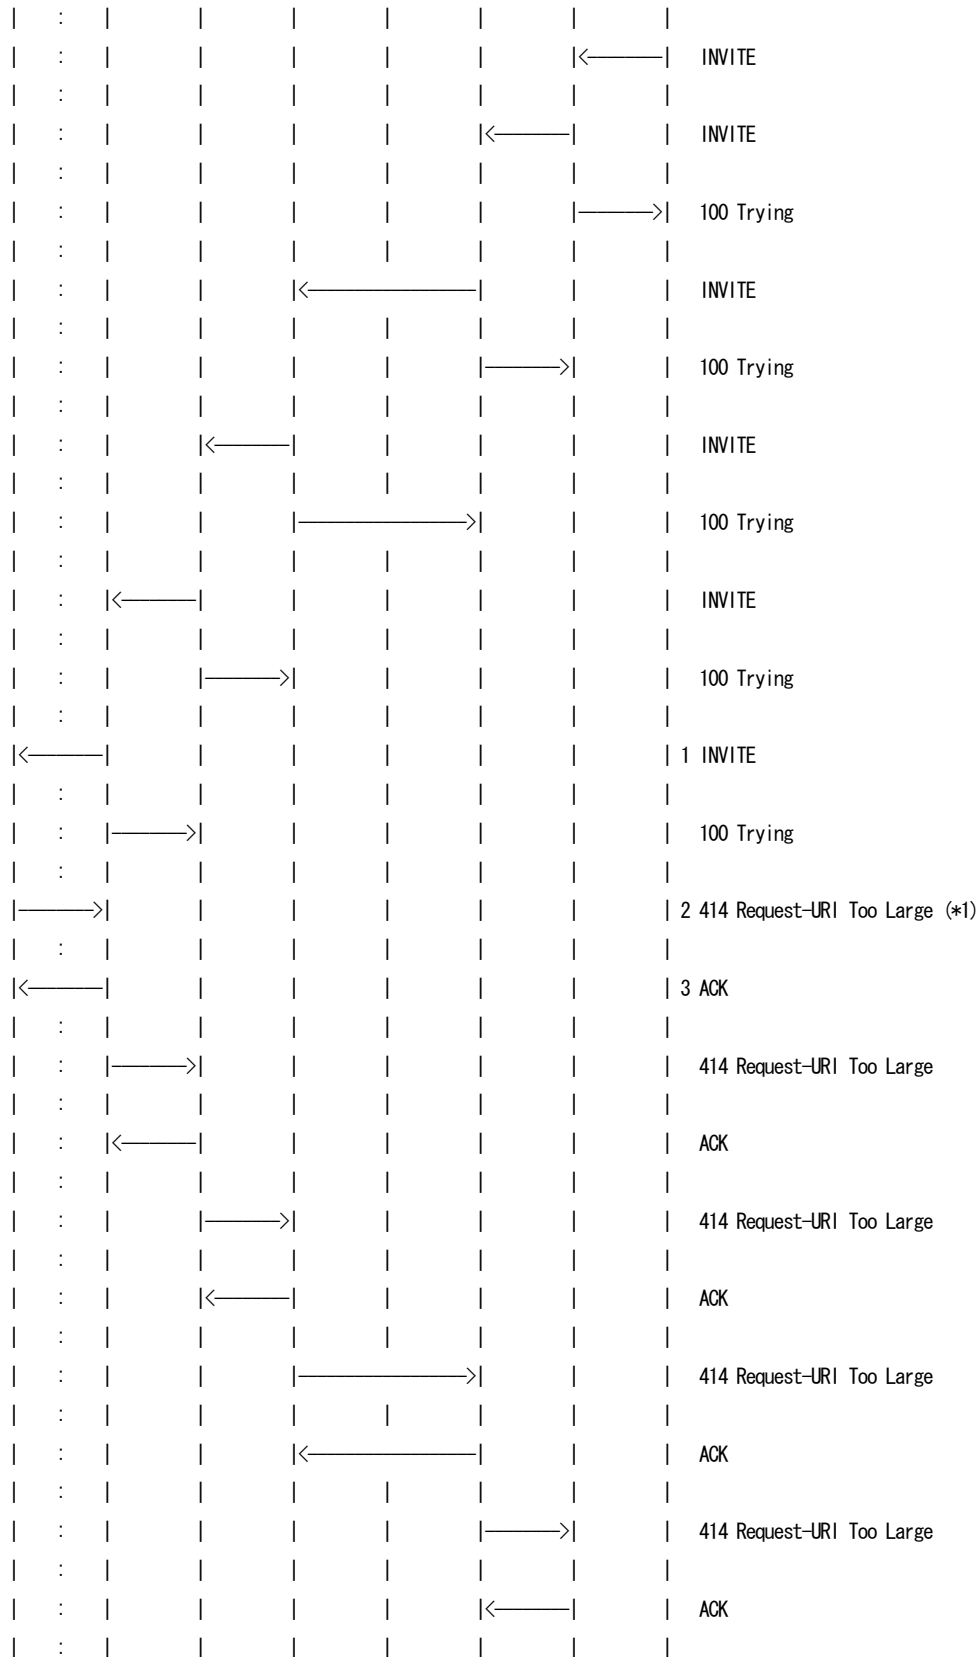 INVITE
INVITE
100 Trying
INVITE
100 Trying
INVITE
100 Trying
INVITE
100 Trying
1 INVITE
100 Trying
2 414 Request-URI Too Large (*1)
3 ACK
414 Request-URI Too Large
ACK
414 Request-URI Too Large
ACK
414 Request-URI Too Large
ACK
414 Request-URI Too Large
ACK